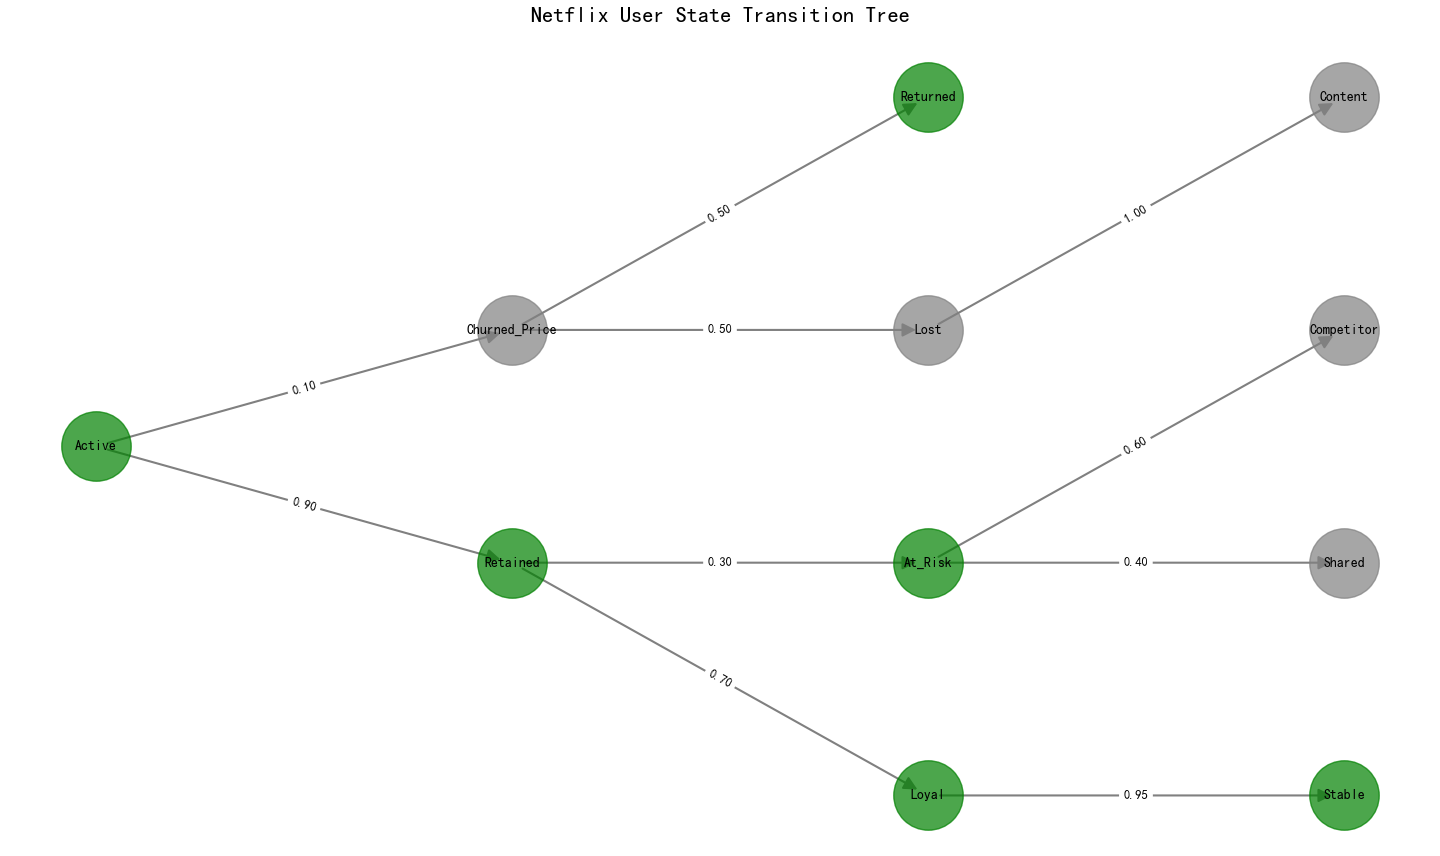 Netflix User State Transition Tree
Returned
Content
0.50
1.00
Churned_Price
0.50
Lost
Competitor
0.10
Active
0.60
0.90
Retained
0.30
At_Risk
0.40
Shared
0.70
Loyal
0.95
Stable